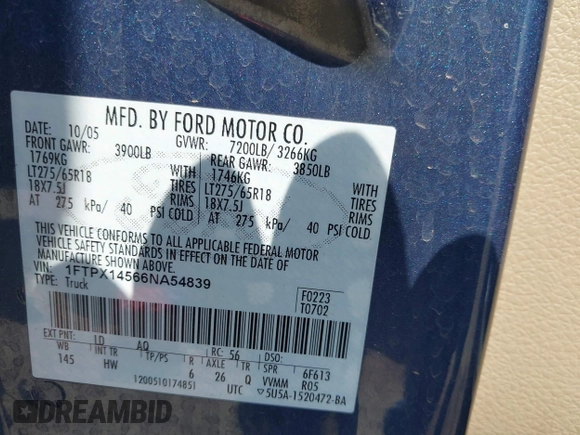 MFD. BY FORD MOTOR CO.
DATE: 10/05 GVWR: 7200LB/ 3266KG
FRONT GAWR: 3900LB REAR GAWR: 3850LB
1769KG WITH 1746KG WITH
LT275/65R18 TIRES LT275/65R18 TIRES
18X7.5J RIMS 18X7.5J RIMS
AT 275 kPa/ 40 PSI COLD AT 275 kPa/ 40 PSI COLD
THIS VEHICLE CONFORMS TO ALL APPLICABLE FEDERAL MOTOR
VEHICLE SAFETY STANDARDS IN EFFECT ON THE DATE OF
MANUFACTURE SHOWN ABOVE.
VIN: 1FTPX14566NA54839
TYPE: Truck
F0223
T0702
EXT PNT: LD AQ RC: 56 DSO: 6F613
WB INT TR TP/PS R AXLE TR SPR VVMM R05
145 HW 6 26 Q
1200510174851 UTC ▽5U5A-1520472-BA
DREAMBID